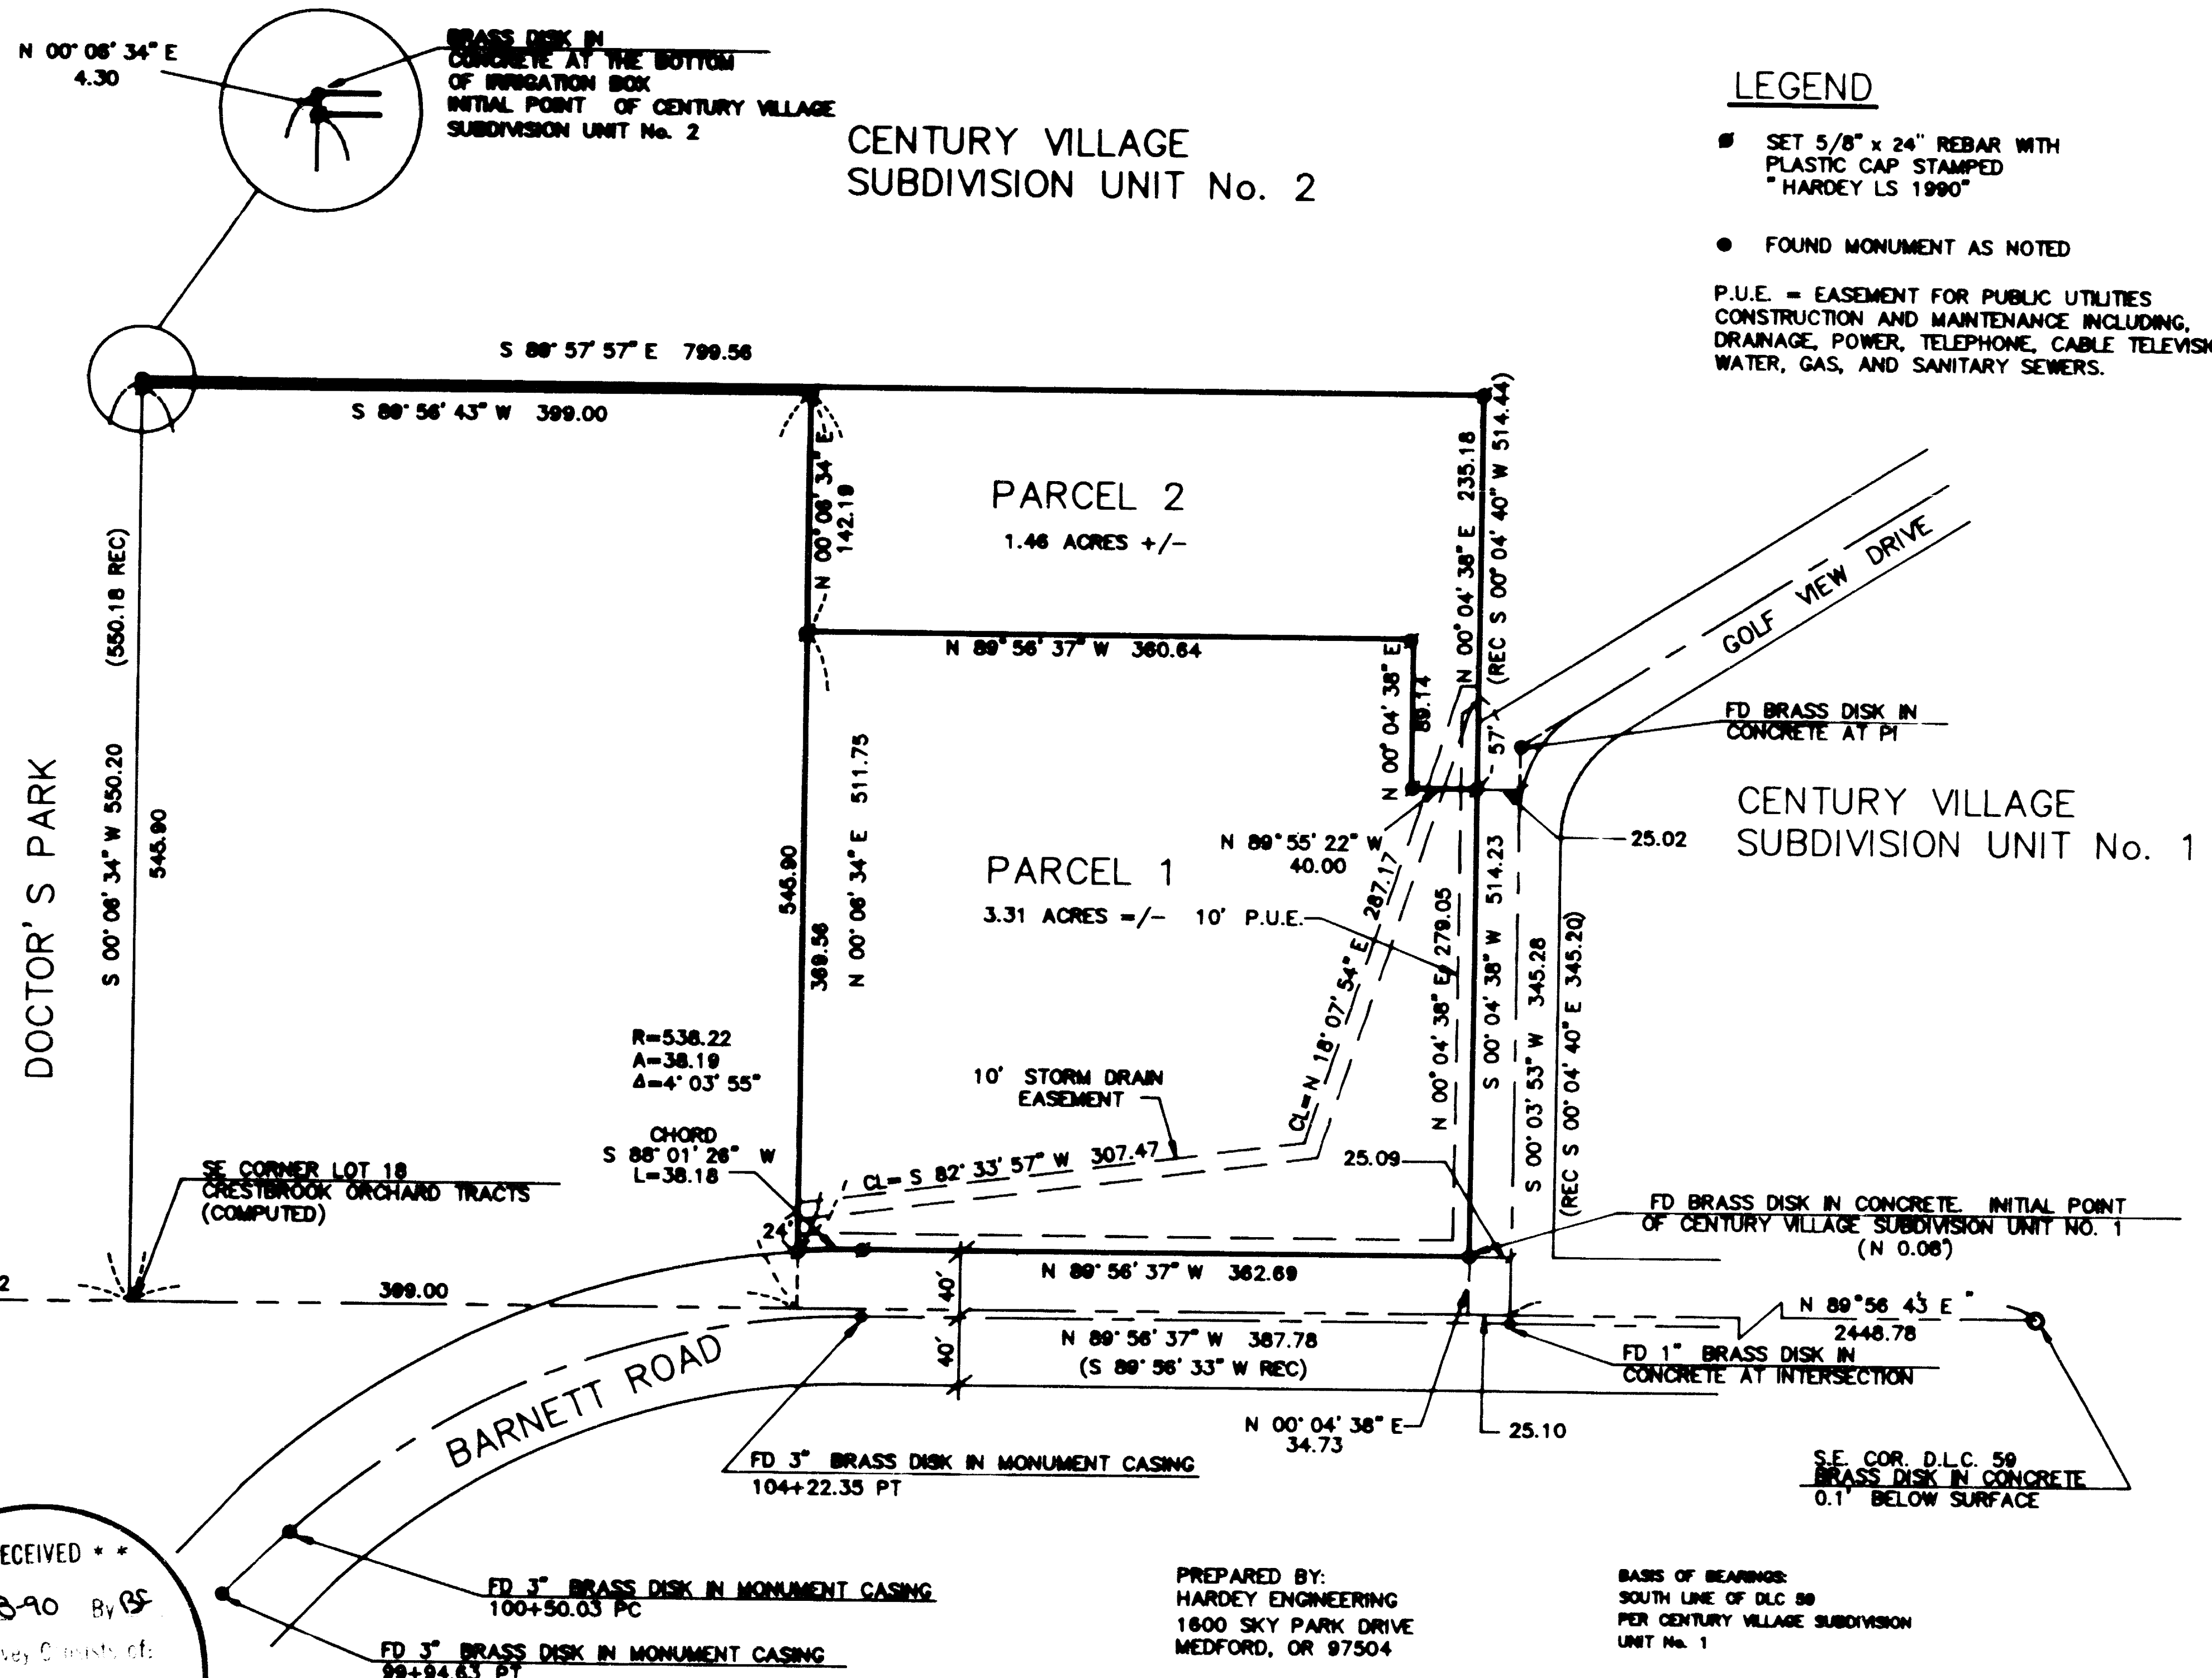 N 00° 06' 34" E
4.30
BRASS DISK IN
CONCRETE AT THE BOTTOM
OF IRRIGATION BOX
INITIAL POINT OF CENTURY VILLAGE
SUBDIVISION UNIT No. 2
CENTURY VILLAGE
SUBDIVISION UNIT No. 2
LEGEND
SET 5/8" x 24" REBAR WITH
PLASTIC CAP STAMPED
"HARDEY LS 1990"
FOUND MONUMENT AS NOTED
P.U.E. = EASEMENT FOR PUBLIC UTILITIES
CONSTRUCTION AND MAINTENANCE INCLUDING,
DRAINAGE, POWER, TELEPHONE, CABLE TELEVIS
WATER, GAS, AND SANITARY SEWERS.
S 89° 57' 57" E 799.56
S 89° 56' 43" W 399.00
N 00° 06' 34" E
142.19
PARCEL 2
1.46 ACRES +/-
N 00° 04' 38" E 235.18
(REC S 00° 04' 40" W 514.44)
GOLF VIEW DRIVE
N 89° 56' 37" W 360.64
N 00° 04' 38" E
89.14
57'
FD BRASS DISK IN
CONCRETE AT PI
DOCTOR'S PARK
S 00° 06' 34" W 550.20
(550.18 REC)
545.90
545.90
369.56
N 00° 06' 34" E 511.75
PARCEL 1
3.31 ACRES =/-
10' P.U.E.
N 89° 55' 22" W
40.00
25.02
CENTURY VILLAGE
SUBDIVISION UNIT No. 1
CL= N 18° 07' 54" E 287.17
N 00° 04' 38" E 279.05
S 00° 04' 38" W 514.23
S 00° 03' 53" W 345.28
(REC S 00° 04' 40" E 345.20)
R=538.22
A=38.19
Δ=4° 03' 55"
CHORD
S 88° 01' 26" W
L=38.18
10' STORM DRAIN
EASEMENT
CL= S 82° 33' 57" W 307.47
25.09
24'
SE CORNER LOT 18
CRESTBROOK ORCHARD TRACTS
(COMPUTED)
FD BRASS DISK IN CONCRETE. INITIAL POINT
OF CENTURY VILLAGE SUBDIVISION UNIT NO. 1
(N 0.06')
2
399.00
40'
40'
N 89° 56' 37" W 362.69
N 89° 56' 37" W 387.78
(S 89° 56' 33" W REC)
N 89° 56' 43" E
2448.78
FD 1" BRASS DISK IN
CONCRETE AT INTERSECTION
BARNETT ROAD
N 00° 04' 38" E
34.73
25.10
FD 3" BRASS DISK IN MONUMENT CASING
104+22.35 PT
S.E. COR. D.L.C. 59
BRASS DISK IN CONCRETE
0.1' BELOW SURFACE
ECEIVED * *
3-90 By BF
vey Consists of:
FD 3" BRASS DISK IN MONUMENT CASING
100+50.03 PC
FD 3" BRASS DISK IN MONUMENT CASING
99+94.63 PT
PREPARED BY:
HARDEY ENGINEERING
1600 SKY PARK DRIVE
MEDFORD, OR 97504
BASIS OF BEARINGS:
SOUTH LINE OF DLC 59
PER CENTURY VILLAGE SUBDIVISION
UNIT No. 1